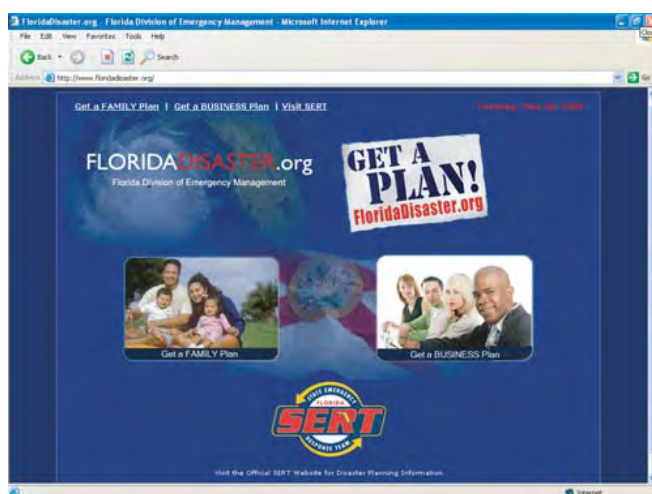 FloridaDisaster.org - Florida Division of Emergency Management - Microsoft Internet Explorer
File Edit View Favorites Tools Help
Back Search
Address http://www.floridadisaster.org/ Go
Get a FAMILY Plan | Get a BUSINESS Plan | Visit SERT
FLORIDADISASTER.org
Florida Division of Emergency Management
GET A
PLAN!
FloridaDisaster.org
Get a FAMILY Plan
Get a BUSINESS Plan
STATE EMERGENCY
FLORIDA
SERT
RESPONSE TEAM
Visit the Official SERT Website for Disaster Planning Information
Internet